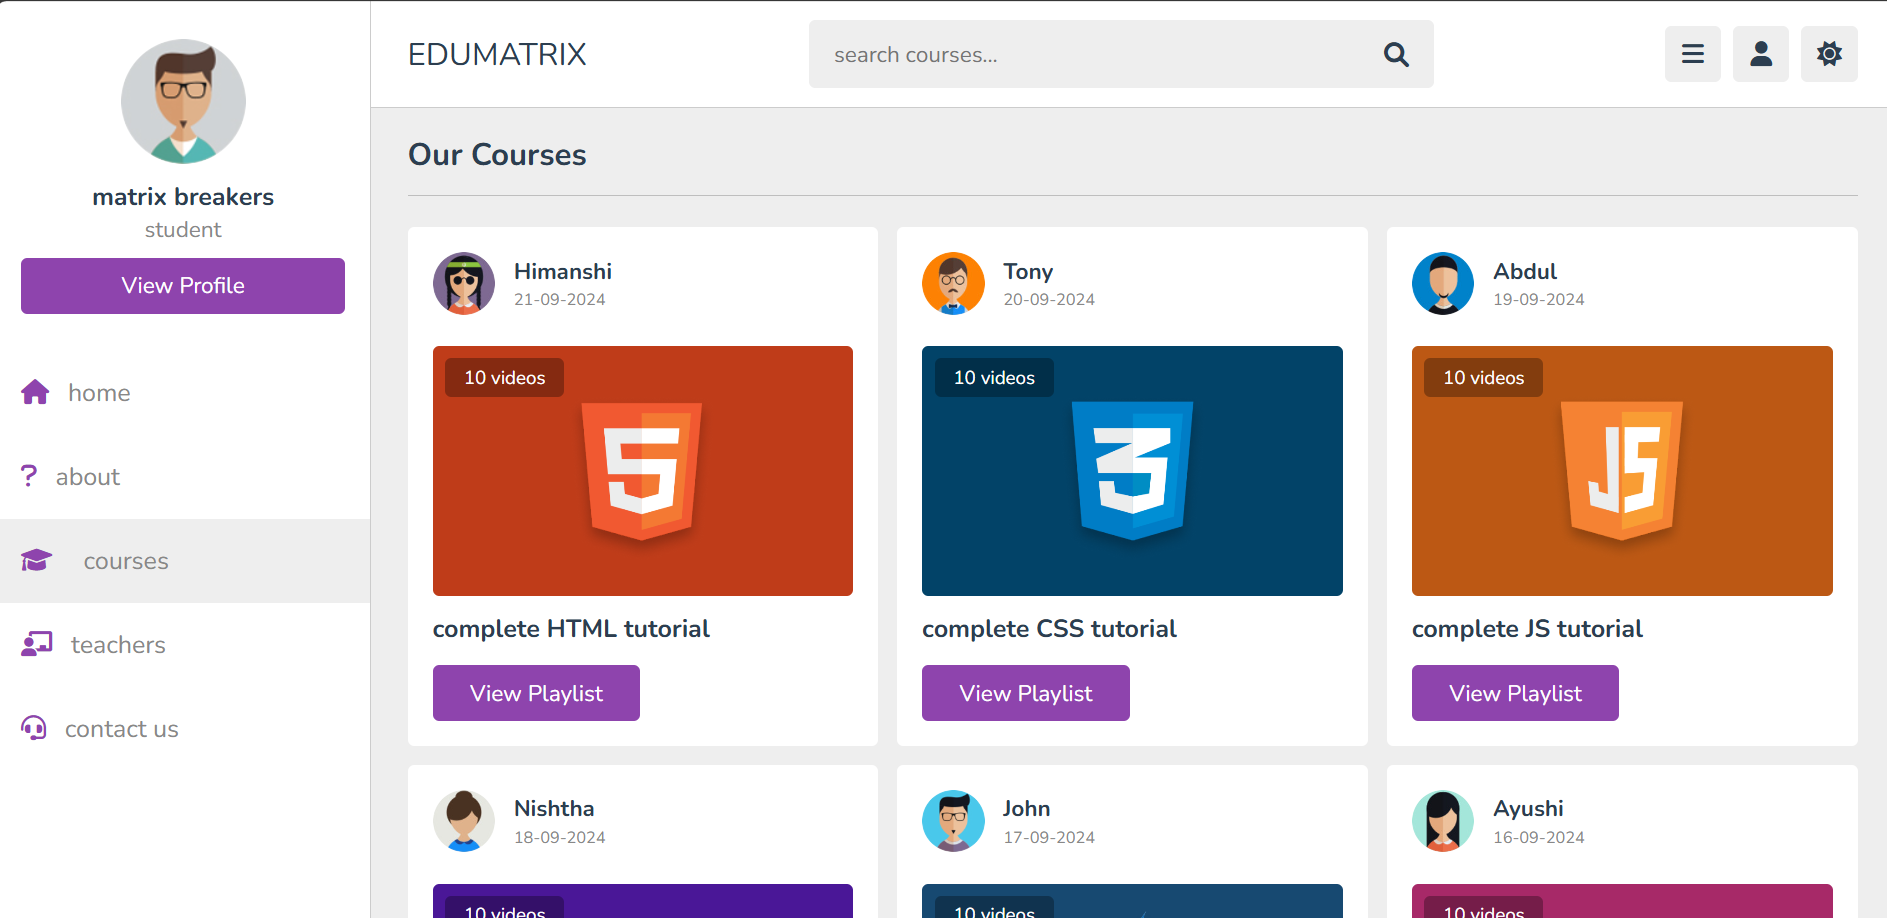 matrix breakers
student
View Profile
home
about
courses
teachers
contact us
EDUMATRIX
search courses...
Our Courses
Himanshi
21-09-2024
10 videos
5
complete HTML tutorial
View Playlist
Tony
20-09-2024
10 videos
3
complete CSS tutorial
View Playlist
Abdul
19-09-2024
10 videos
JS
complete JS tutorial
View Playlist
Nishtha
18-09-2024
10 videos
John
17-09-2024
10 videos
Ayushi
16-09-2024
10 videos